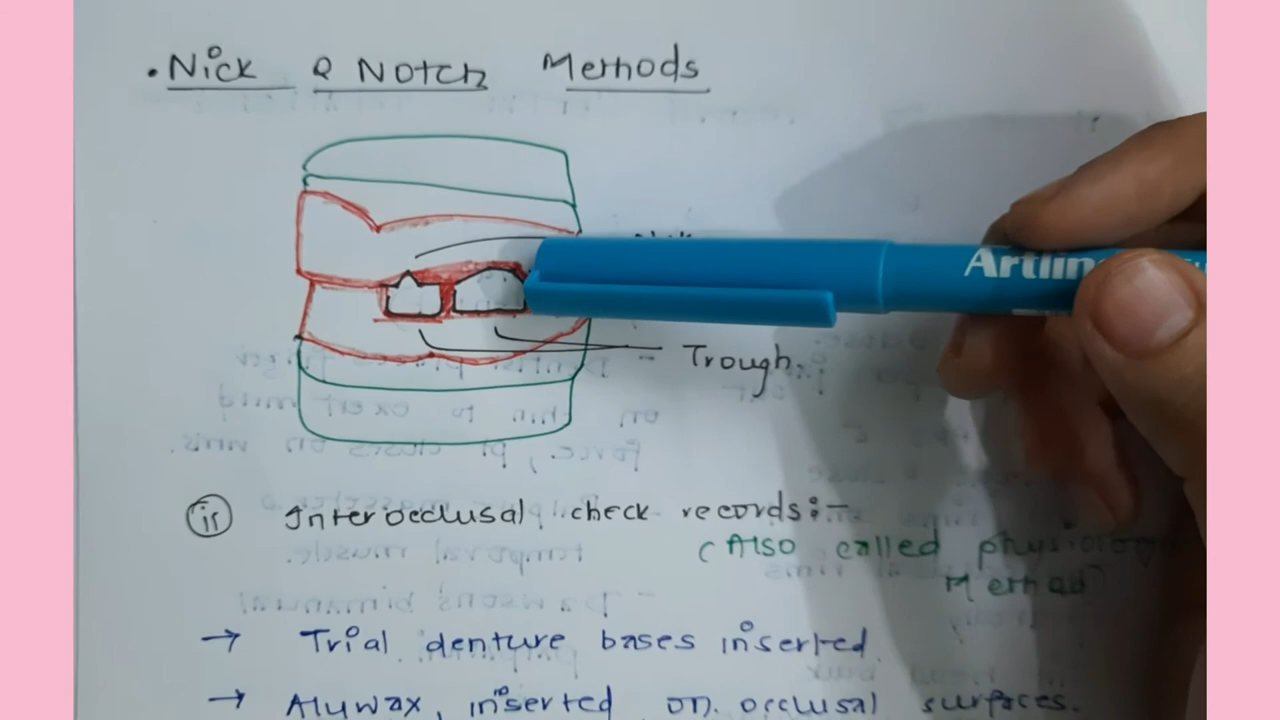 • Nick & Notch Methods
Artline
Trough.
(ii) Interocclusal check records:-
(Also called
Method)
→ Trial denture bases inserted.
→ Aluwax, inserted on occlusal surfaces.